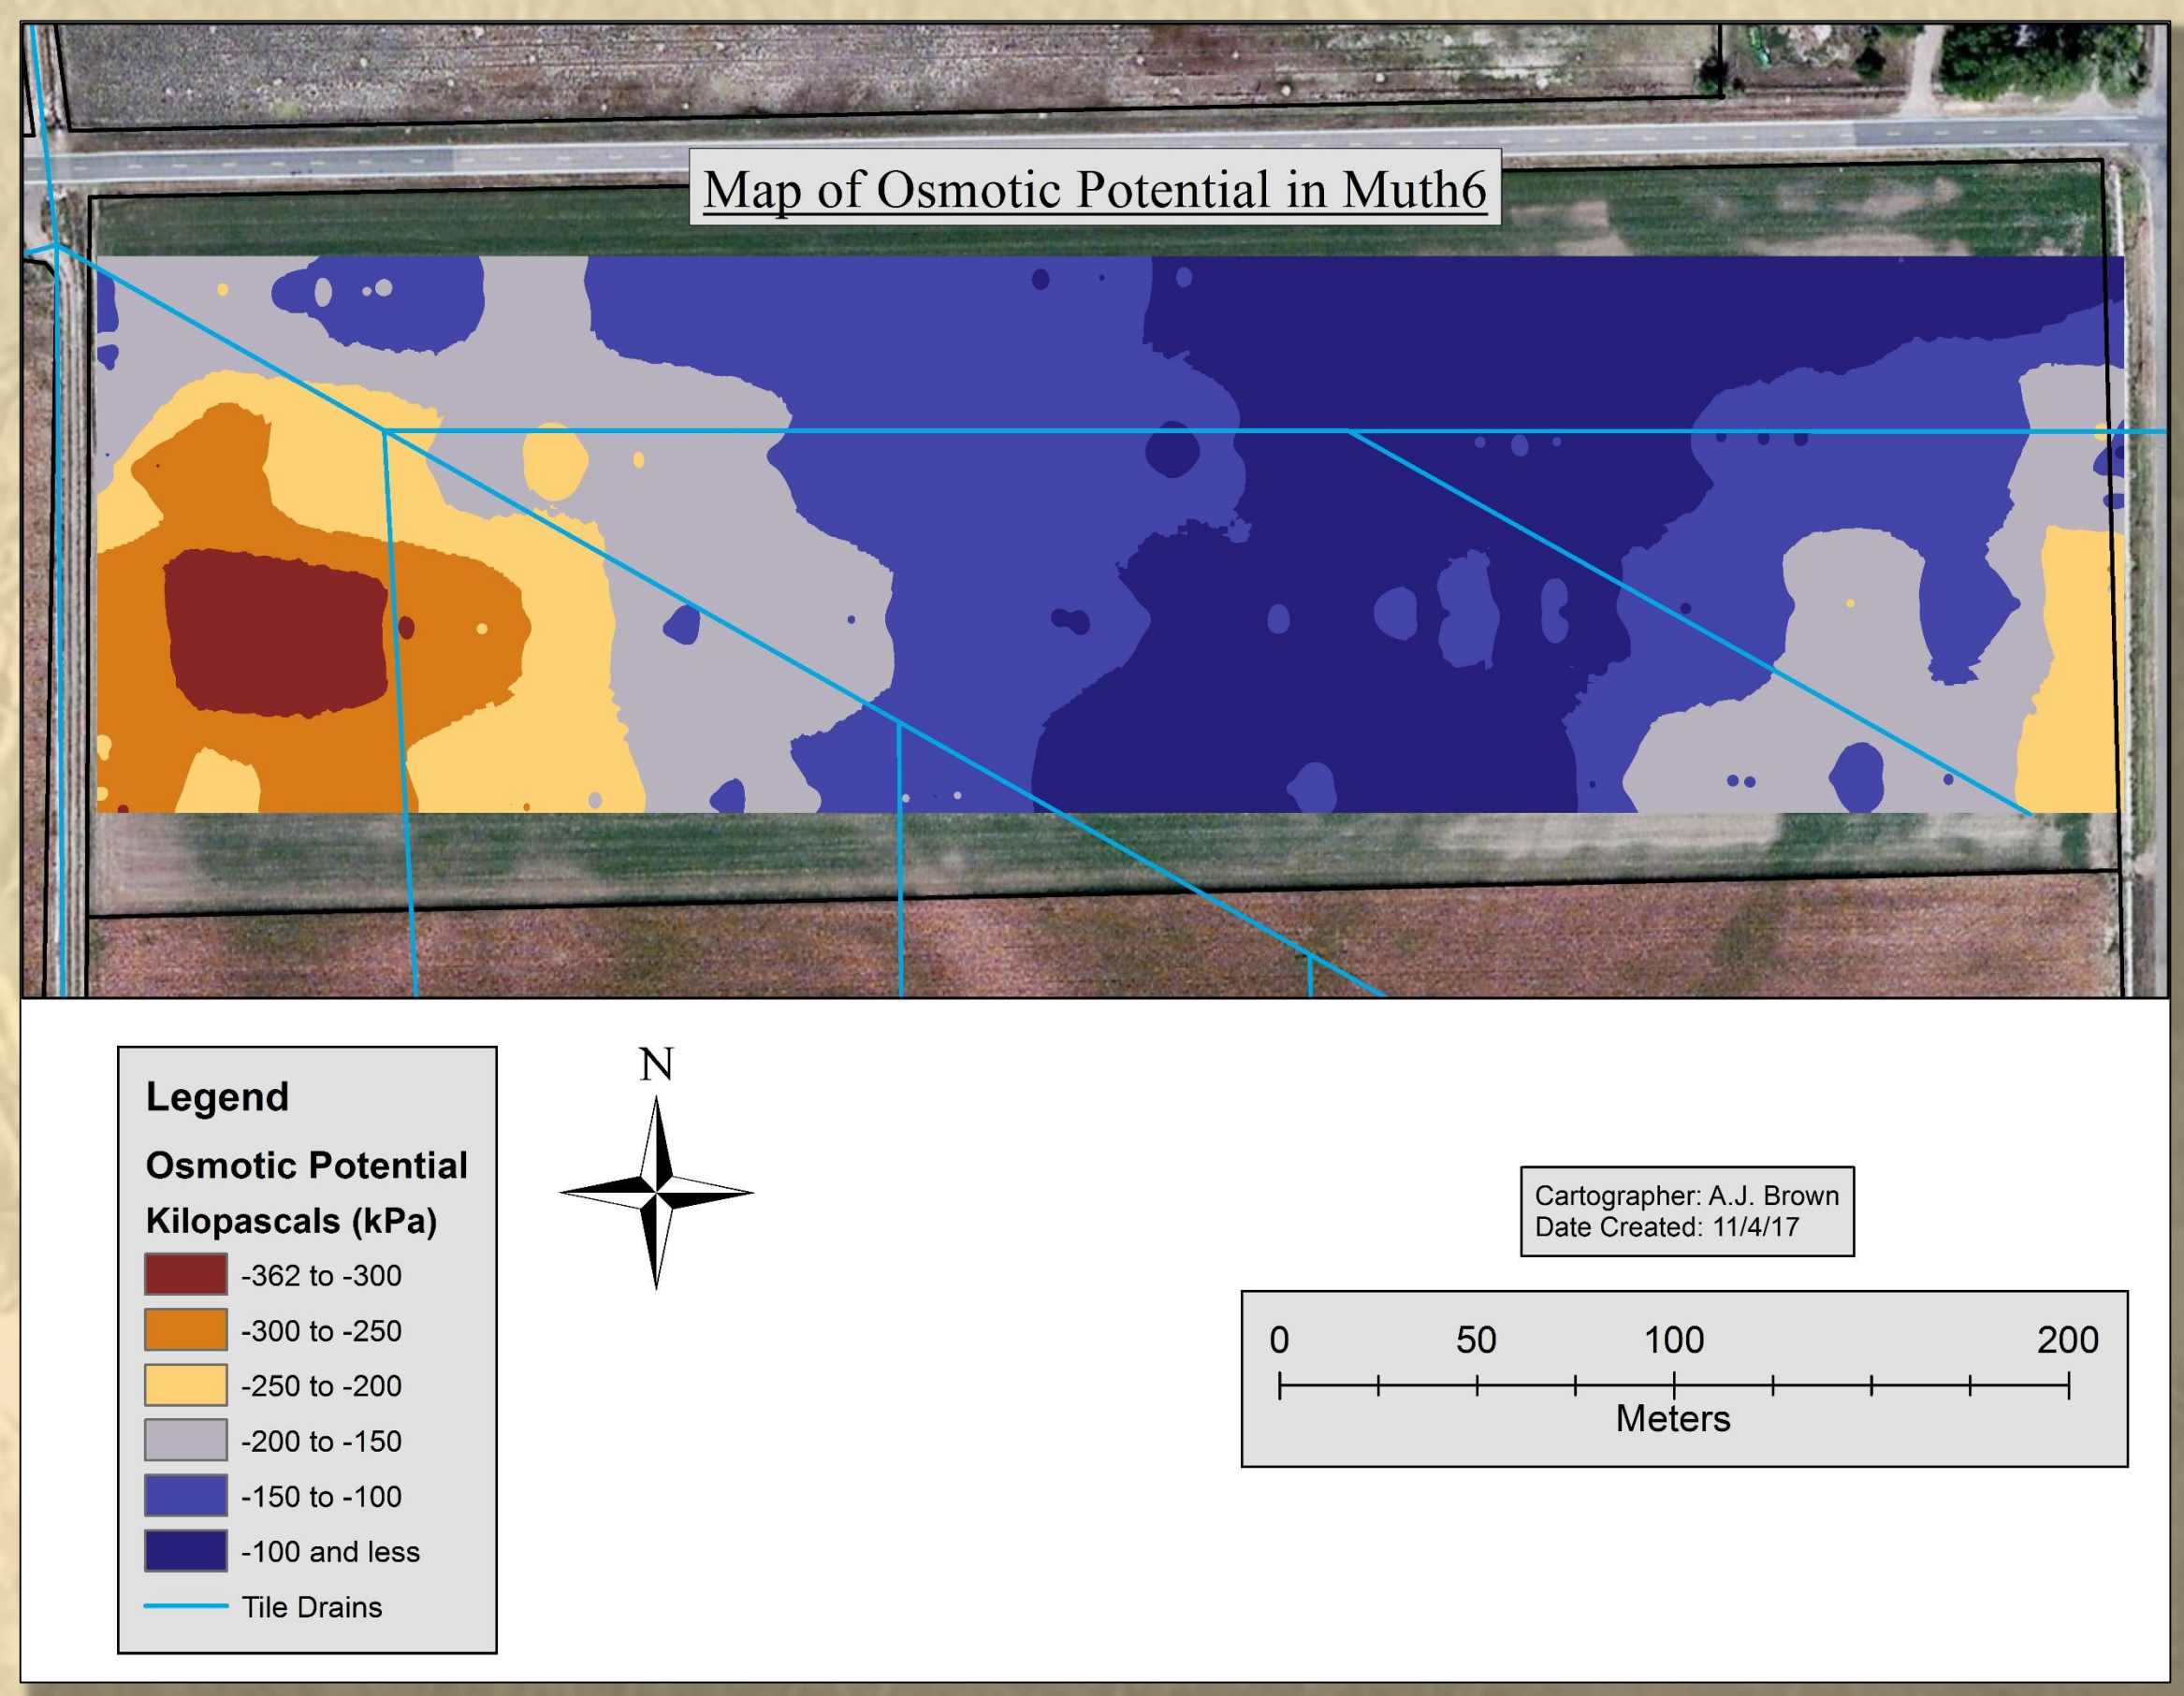 Map of Osmotic Potential in Muth6
Legend
Osmotic Potential
Kilopascals (kPa)
-362 to -300
-300 to -250
-250 to -200
-200 to -150
-150 to -100
-100 and less
Tile Drains
N
Cartographer: A.J. Brown
Date Created: 11/4/17
0 50 100 200
Meters